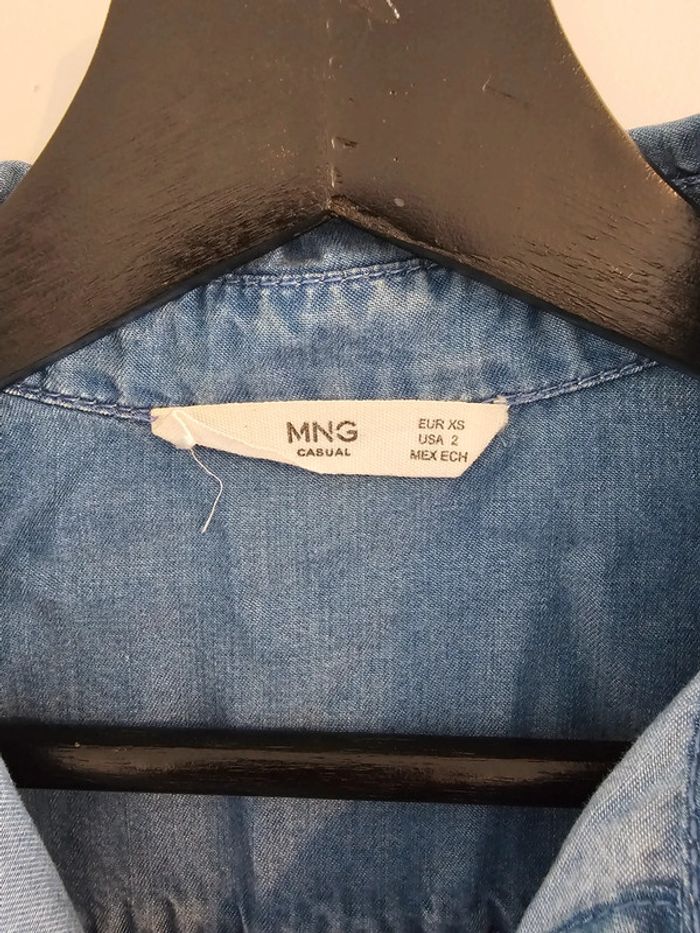 MNG
CASUAL
EUR XS
USA 2
MEX ECH